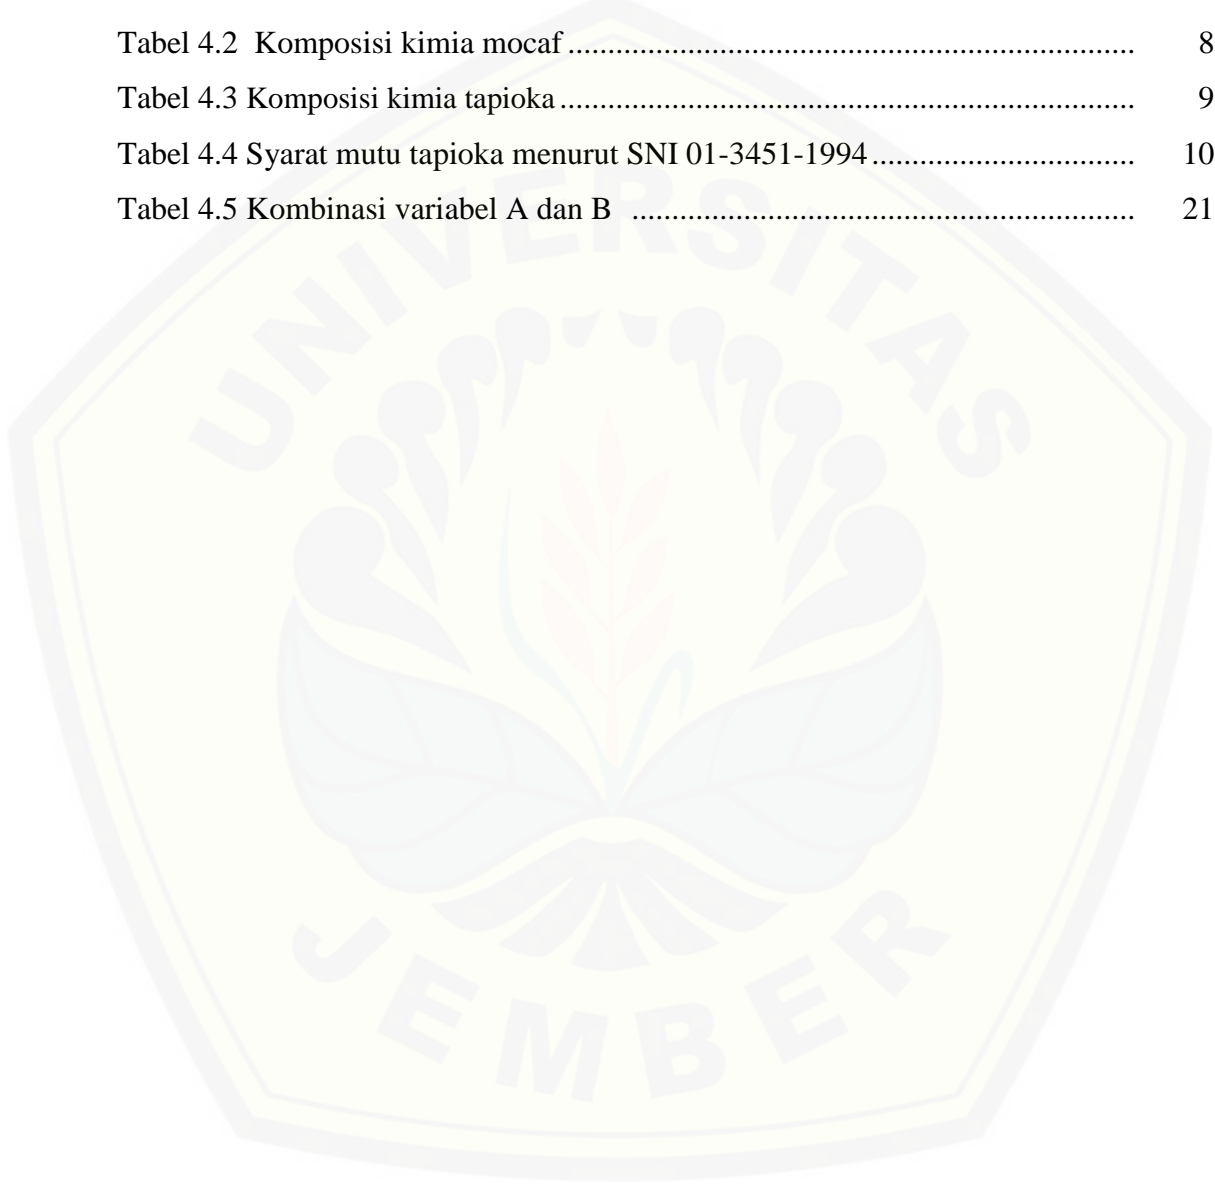 Tabel 4.2  Komposisi kimia mocaf ........................................................................ 8
Tabel 4.3 Komposisi kimia tapioka ......................................................................... 9
Tabel 4.4 Syarat mutu tapioka menurut SNI 01-3451-1994 ................................. 10
Tabel 4.5 Kombinasi variabel A dan B ................................................................ 21
UNIVERSITAS
JEMBER